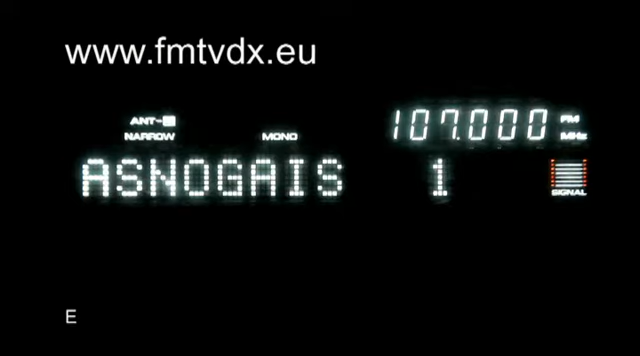 www.fmtvdx.eu
ANT
107.000 FM
NARROW MONO MHz
ASNOGAIS 1
SIGNAL
E